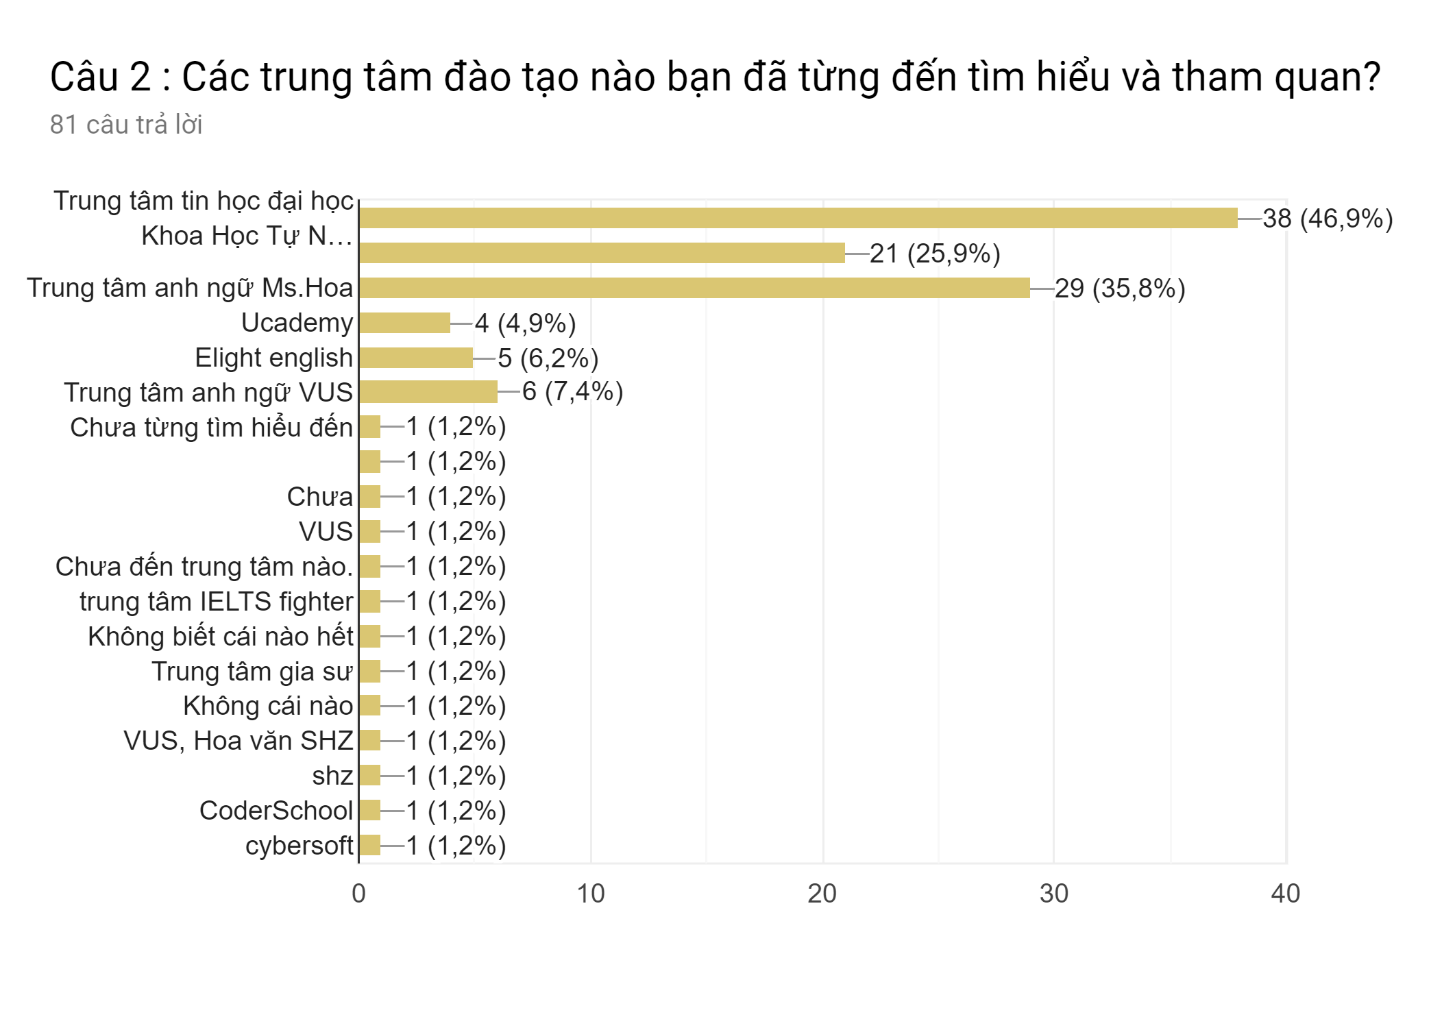 Câu 2 : Các trung tâm đào tạo nào bạn đã từng đến tìm hiểu và tham quan?
81 câu trả lời
Trung tâm tin học đại học
Khoa Học Tự N…
38 (46,9%)
21 (25,9%)
Trung tâm anh ngữ Ms.Hoa
29 (35,8%)
Ucademy
4 (4,9%)
Elight english
5 (6,2%)
Trung tâm anh ngữ VUS
6 (7,4%)
Chưa từng tìm hiểu đến
1 (1,2%)
1 (1,2%)
Chưa
1 (1,2%)
VUS
1 (1,2%)
Chưa đến trung tâm nào.
1 (1,2%)
trung tâm IELTS fighter
1 (1,2%)
Không biết cái nào hết
1 (1,2%)
Trung tâm gia sư
1 (1,2%)
Không cái nào
1 (1,2%)
VUS, Hoa văn SHZ
1 (1,2%)
shz
1 (1,2%)
CoderSchool
1 (1,2%)
cybersoft
1 (1,2%)
0
10
20
30
40